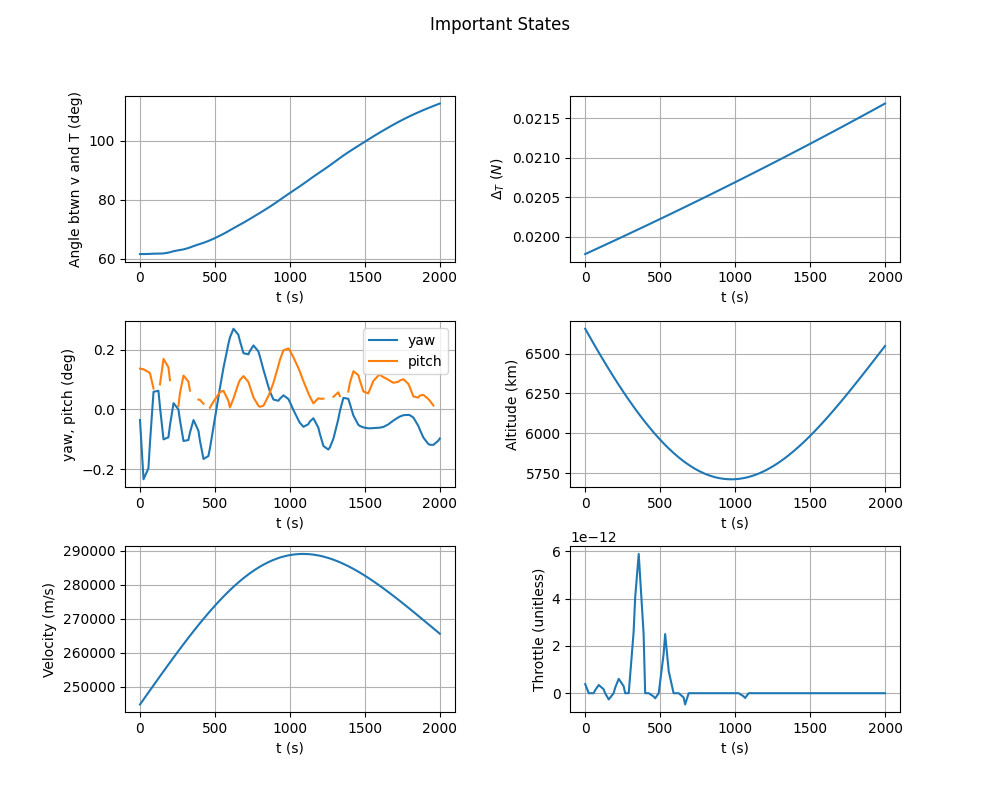 Important States
Angle btwn v and T (deg)
100
80
60
0 500 1000 1500 2000
t (s)
Δ_T (N)
0.0215
0.0210
0.0205
0.0200
0 500 1000 1500 2000
t (s)
yaw, pitch (deg)
0.2
0.0
−0.2
yaw
pitch
0 500 1000 1500 2000
t (s)
Altitude (km)
6500
6250
6000
5750
0 500 1000 1500 2000
t (s)
Velocity (m/s)
290000
280000
270000
260000
250000
0 500 1000 1500 2000
t (s)
1e−12
Throttle (unitless)
6
4
2
0
0 500 1000 1500 2000
t (s)